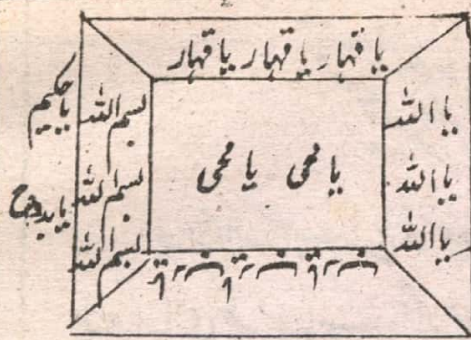 یا قہار یا قہار یا قہار
یا اللہ
یا اللہ
یا اللہ
یا محی یا محی
بسم اللہ
بسم اللہ
بسم اللہ
یا حکیم
یا بدوح